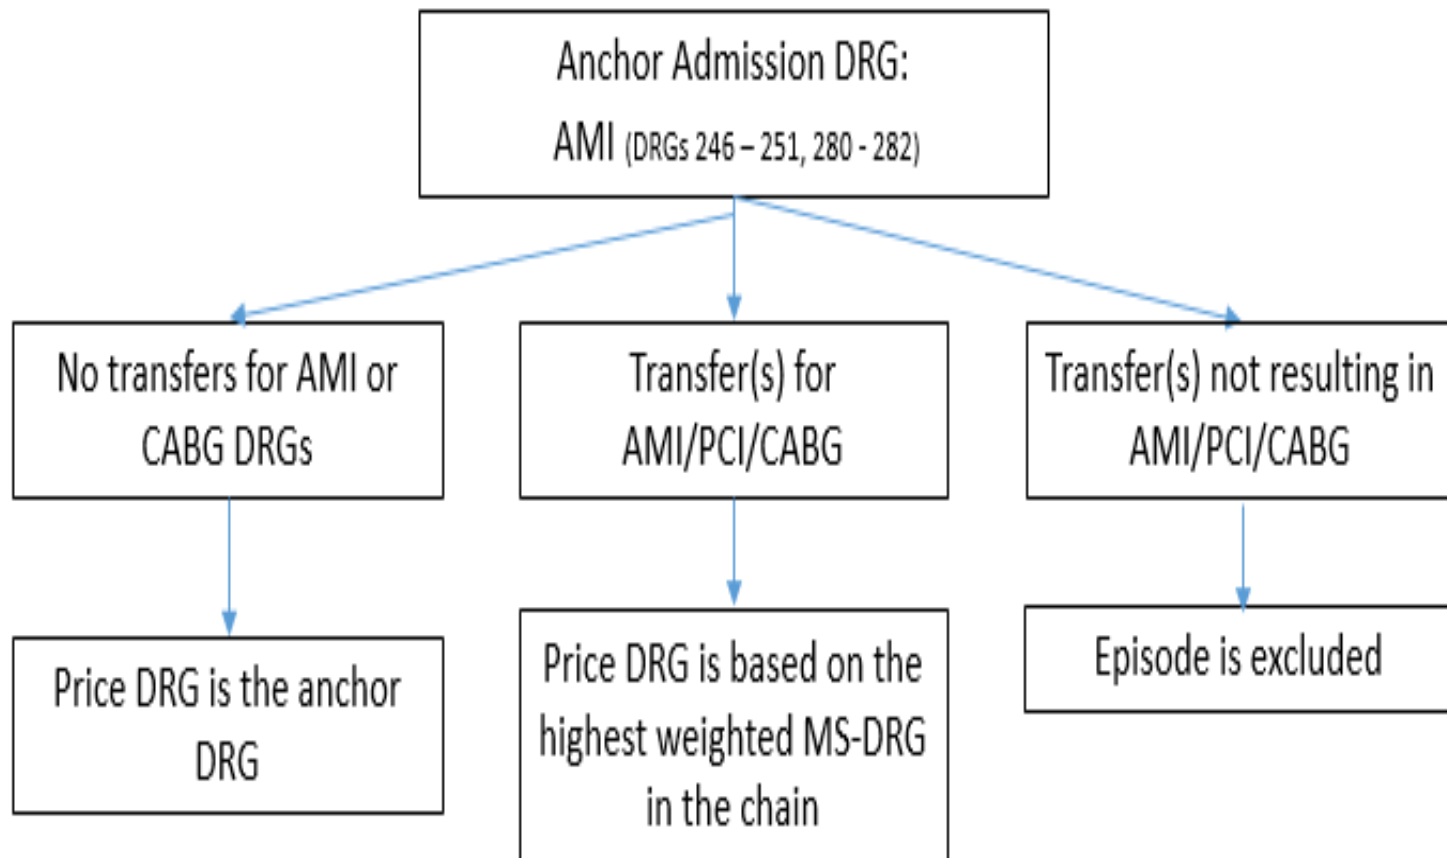 Anchor Admission DRG:
AMI (DRGs 246 – 251, 280 - 282)
No transfers for AMI or
CABG DRGs
Transfer(s) for
AMI/PCI/CABG
Transfer(s) not resulting in
AMI/PCI/CABG
Price DRG is the anchor
DRG
Price DRG is based on the
highest weighted MS-DRG
in the chain
Episode is excluded